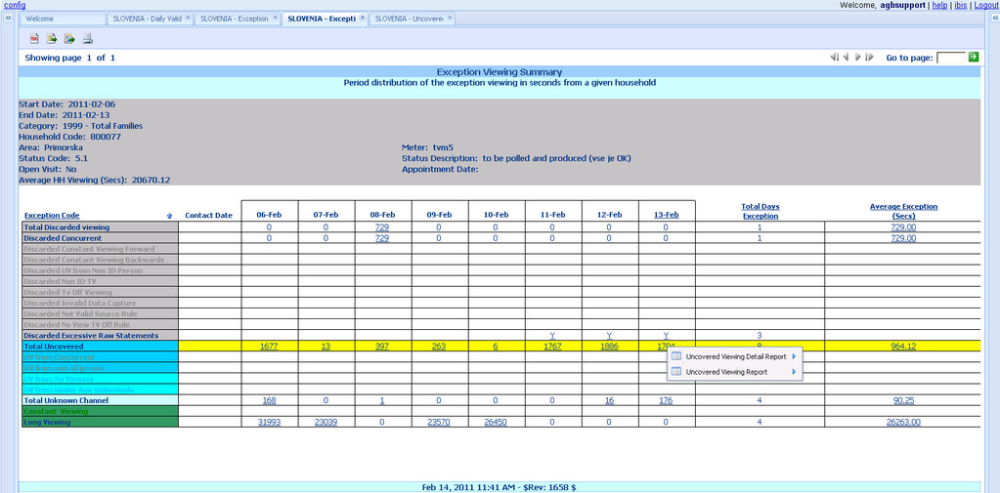 config
Welcome, agbsupport | help | ibis | Logout
Welcome SLOVENIA - Daily Valid SLOVENIA - Exception SLOVENIA - Excepti SLOVENIA - Uncovere
Showing page 1 of 1
Go to page:
Exception Viewing Summary
Period distribution of the exception viewing in seconds from a given household
Start Date: 2011-02-06
End Date: 2011-02-13
Category: 1999 - Total Families
Household Code: 800077
Area: Primorska Meter: tvm5
Status Code: 5.1 Status Description: to be polled and produced (vse je OK)
Open Visit: No Appointment Date:
Average HH Viewing (Secs): 20670.12
Exception Code Contact Date 06-Feb 07-Feb 08-Feb 09-Feb 10-Feb 11-Feb 12-Feb 13-Feb Total Days Exception Average Exception (Secs)
Total Discarded viewing 0 0 729 0 0 0 0 0 1 729.00
Discarded Concurrent 0 0 729 0 0 0 0 0 1 729.00
Discarded Constant Viewing Forward
Discarded Constant Viewing Backwards
Discarded UV from Non ID Person
Discarded Non ID TV
Discarded Tv Off Viewing
Discarded Invalid Data Capture
Discarded Not Valid Source Rule
Discarded No View TV Off Rule
Discarded Excessive Raw Statements Y Y Y 3
Total Uncovered 1677 13 397 263 6 1767 1886 1704 8 964.12
UV from Concurrent
UV from non-id person
UV from No Viewers
UV from Under Age Individuals
Uncovered Viewing Detail Report
Uncovered Viewing Report
Total Unknown Channel 168 0 1 0 0 0 16 176 4 90.25
Constant Viewing
Long Viewing 31993 23039 0 23570 26450 0 0 0 4 26263.00
Feb 14, 2011 11:41 AM - $Rev: 1658 $